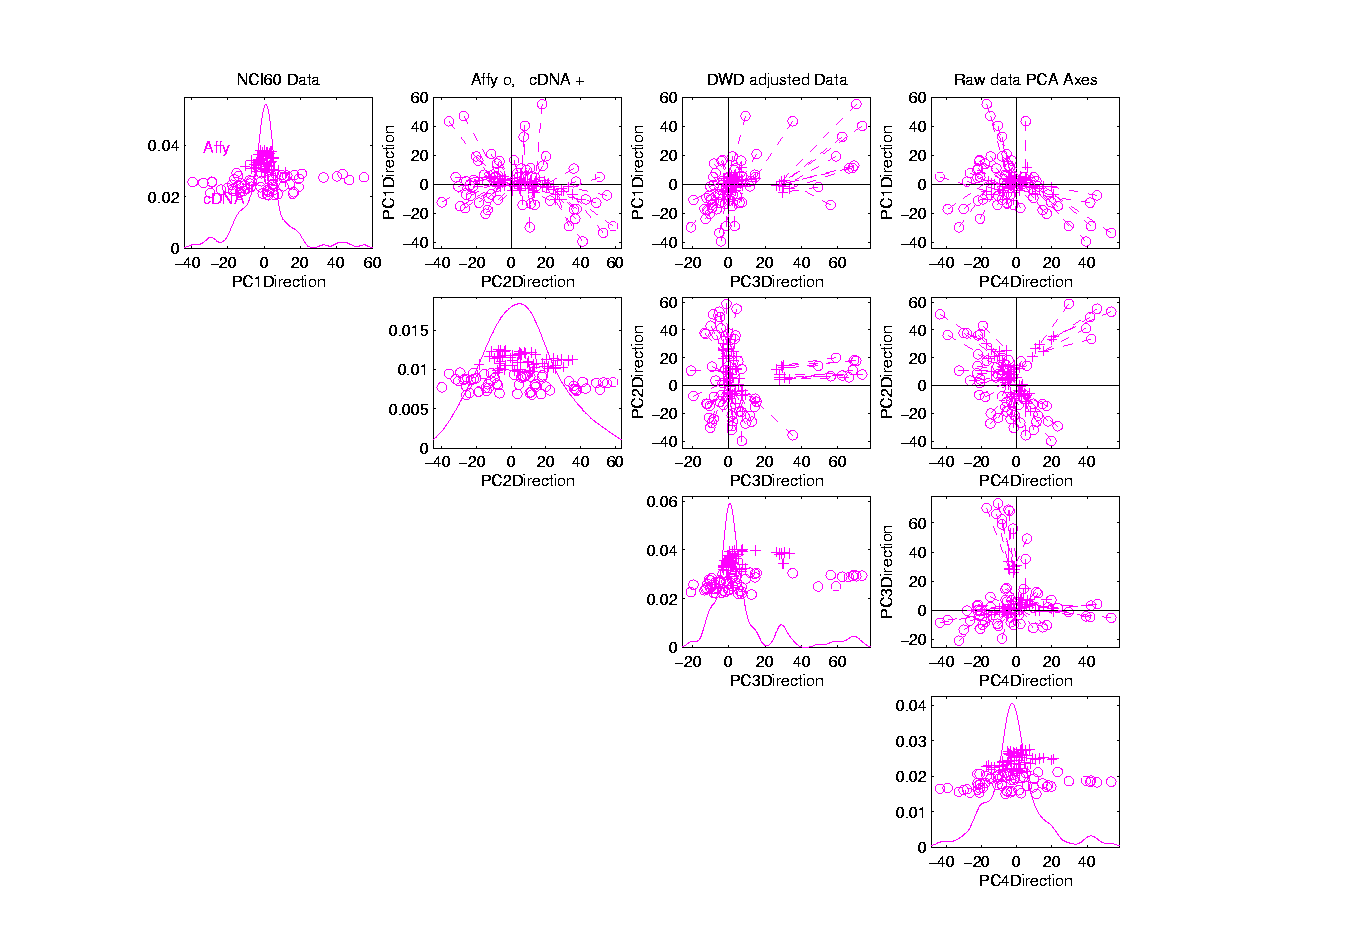 NCI60 Data
Affy o,   cDNA +
DWD adjusted Data
Raw data PCA Axes
0.04
0.02
0
Affy
cDNA
−40 −20 0 20 40 60
PC1Direction
60
40
20
0
−20
−40
PC1Direction
−40 −20 0 20 40 60
PC2Direction
60
40
20
0
−20
−40
PC1Direction
−20 0 20 40 60
PC3Direction
60
40
20
0
−20
−40
PC1Direction
−40 −20 0 20 40
PC4Direction
0.015
0.01
0.005
0
−40 −20 0 20 40 60
PC2Direction
60
40
20
0
−20
−40
PC2Direction
−20 0 20 40 60
PC3Direction
60
40
20
0
−20
−40
PC2Direction
−40 −20 0 20 40
PC4Direction
0.06
0.04
0.02
0
−20 0 20 40 60
PC3Direction
60
40
20
0
−20
PC3Direction
−40 −20 0 20 40
PC4Direction
0.04
0.03
0.02
0.01
0
−40 −20 0 20 40
PC4Direction